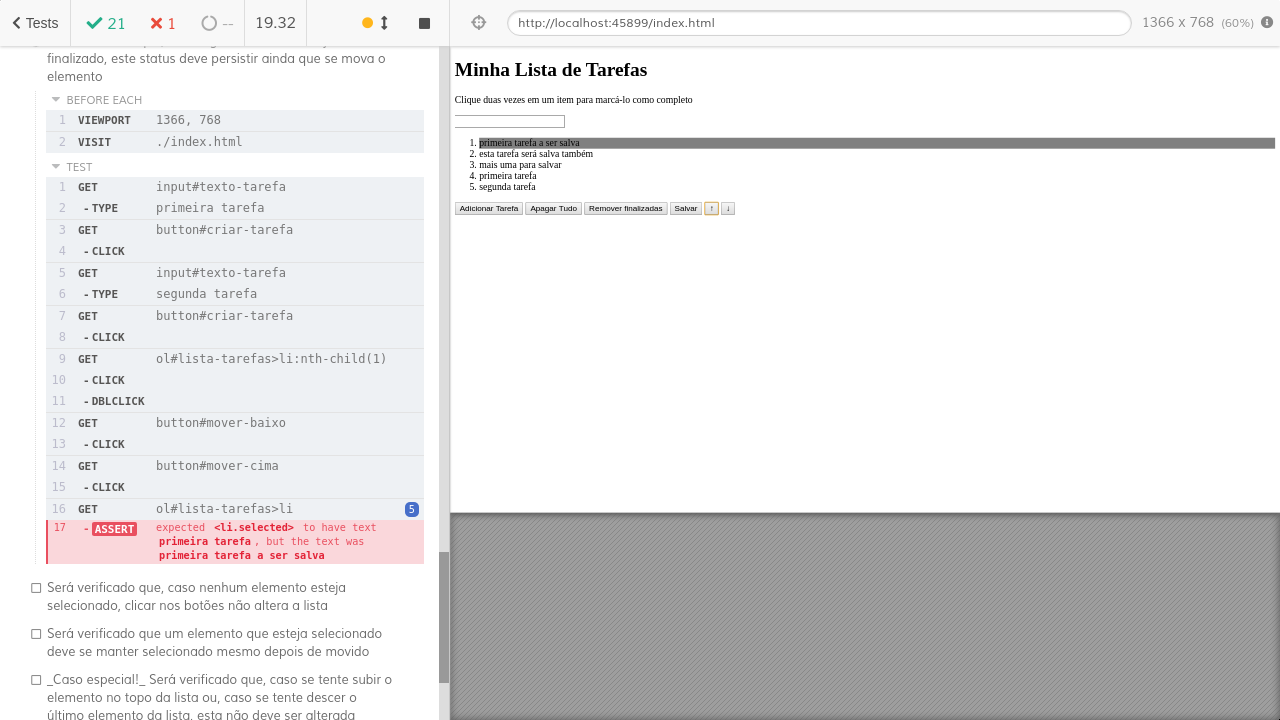 Tests 21 1 -- 19.32 http://localhost:45899/index.html 1366 x 768 (60%)
finalizado, este status deve persistir ainda que se mova o
elemento
BEFORE EACH
1 VIEWPORT 1366, 768
2 VISIT ./index.html
TEST
1 GET input#texto-tarefa
2 - TYPE primeira tarefa
3 GET button#criar-tarefa
4 - CLICK
5 GET input#texto-tarefa
6 - TYPE segunda tarefa
7 GET button#criar-tarefa
8 - CLICK
9 GET ol#lista-tarefas>li:nth-child(1)
10 - CLICK
11 - DBLCLICK
12 GET button#mover-baixo
13 - CLICK
14 GET button#mover-cima
15 - CLICK
16 GET ol#lista-tarefas>li 5
17 - ASSERT expected <li.selected> to have text
primeira tarefa, but the text was
primeira tarefa a ser salva
Será verificado que, caso nenhum elemento esteja
selecionado, clicar nos botões não altera a lista
Será verificado que um elemento que esteja selecionado
deve se manter selecionado mesmo depois de movido
_Caso especial!_ Será verificado que, caso se tente subir o
elemento no topo da lista ou, caso se tente descer o
último elemento da lista, esta não deve ser alterada
Minha Lista de Tarefas
Clique duas vezes em um item para marcá-lo como completo
1. primeira tarefa a ser salva
2. esta tarefa será salva também
3. mais uma para salvar
4. primeira tarefa
5. segunda tarefa
Adicionar Tarefa Apagar Tudo Remover finalizadas Salvar ↑ ↓